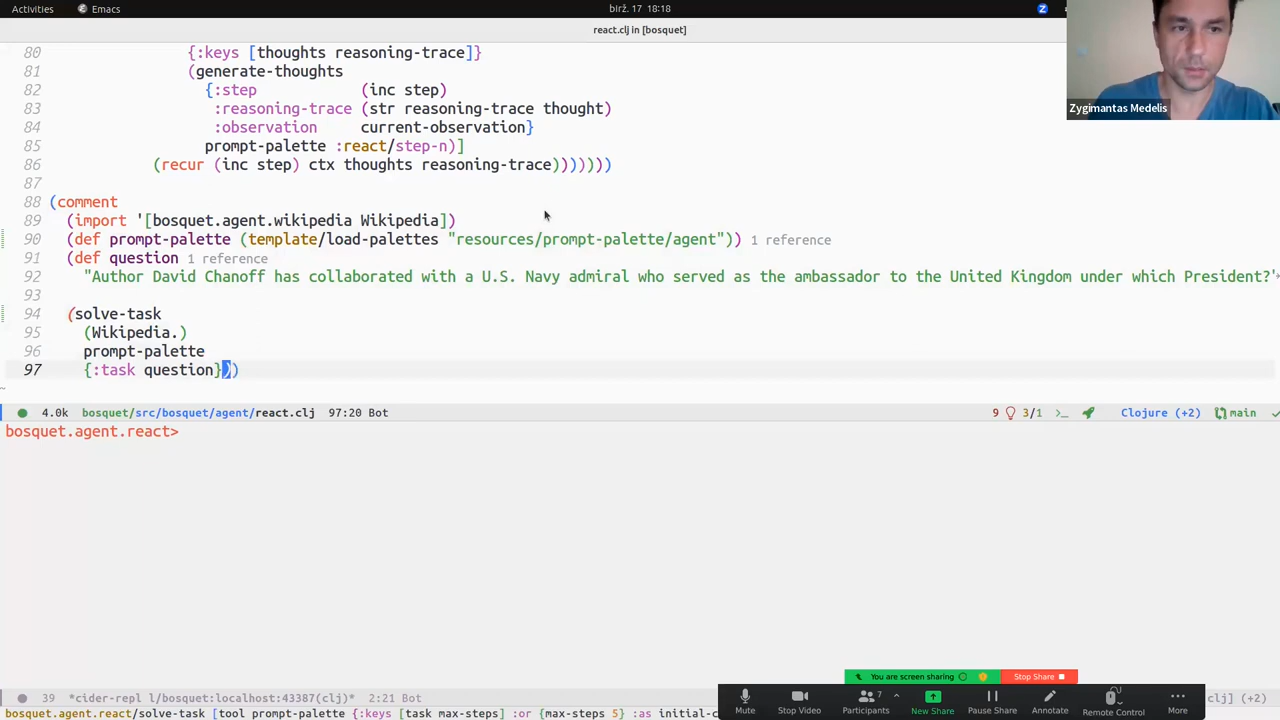 Activities Emacs birž. 17 18:18
react.clj in [bosquet]
80 {:keys [thoughts reasoning-trace]}
81 (generate-thoughts
82 {:step (inc step)
83 :reasoning-trace (str reasoning-trace thought)
84 :observation current-observation}
85 prompt-palette :react/step-n)]
86 (recur (inc step) ctx thoughts reasoning-trace)))))))
87
88 (comment
89 (import '[bosquet.agent.wikipedia Wikipedia])
90 (def prompt-palette (template/load-palettes "resources/prompt-palette/agent")) 1 reference
91 (def question 1 reference
92 "Author David Chanoff has collaborated with a U.S. Navy admiral who served as the ambassador to the United Kingdom under which President?"
93
94 (solve-task
95 (Wikipedia.)
96 prompt-palette
97 {:task question}))
Zygimantas Medelis
4.0k bosquet/src/bosquet/agent/react.clj 97:20 Bot 9 3/1 Clojure (+2) main
bosquet.agent.react>
You are screen sharing Stop Share
39 *cider-repl l/bosquet:localhost:43387(clj)* 2:21 Bot clj] (+2)
Mute Stop Video Participants 7 New Share Pause Share Annotate Remote Control More
bosquet.agent.react/solve-task [tool prompt-palette {:keys [task max-steps] :or {max-steps 5} :as initial-c